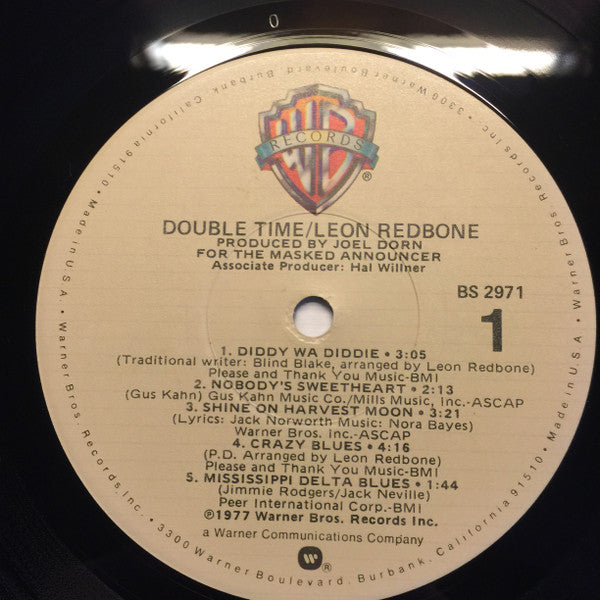 0
WB
RECORDS
®
DOUBLE TIME/LEON REDBONE
PRODUCED BY JOEL DORN
FOR THE MASKED ANNOUNCER
Associate Producer: Hal Willner
BS 2971
1
1. DIDDY WA DIDDIE • 3:05
(Traditional writer: Blind Blake, arranged by Leon Redbone)
Please and Thank You Music-BMI
2. NOBODY'S SWEETHEART • 2:13
(Gus Kahn) Gus Kahn Music Co./Mills Music, Inc.-ASCAP
3. SHINE ON HARVEST MOON • 3:21
(Lyrics: Jack Norworth Music: Nora Bayes)
Warner Bros. Inc.-ASCAP
4. CRAZY BLUES • 4:16
(P.D. Arranged by Leon Redbone)
Please and Thank You Music-BMI
5. MISSISSIPPI DELTA BLUES • 1:44
(Jimmie Rodgers/Jack Neville)
Peer International Corp.-BMI
©1977 Warner Bros. Records Inc.
a Warner Communications Company
W ®
Warner Bros. Records Inc. • 3300 Warner Boulevard, Burbank, California 91510 • Made in U.S.A. •
Warner Bros. Records Inc. • 3300 Warner Boulevard, Burbank, California 91510 • Made in U.S.A. •